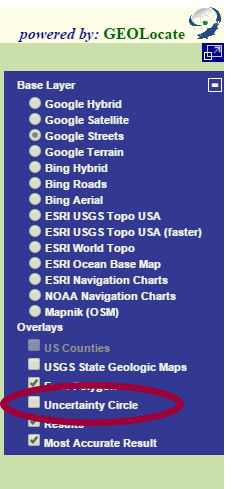 powered by: GEOLocate
Base Layer
Google Hybrid
Google Satellite
Google Streets
Google Terrain
Bing Hybrid
Bing Roads
Bing Aerial
ESRI USGS Topo USA
ESRI USGS Topo USA (faster)
ESRI World Topo
ESRI Ocean Base Map
ESRI Navigation Charts
NOAA Navigation Charts
Mapnik (OSM)
Overlays
US Counties
USGS State Geologic Maps
Error Polygon
Uncertainty Circle
Results
Most Accurate Result